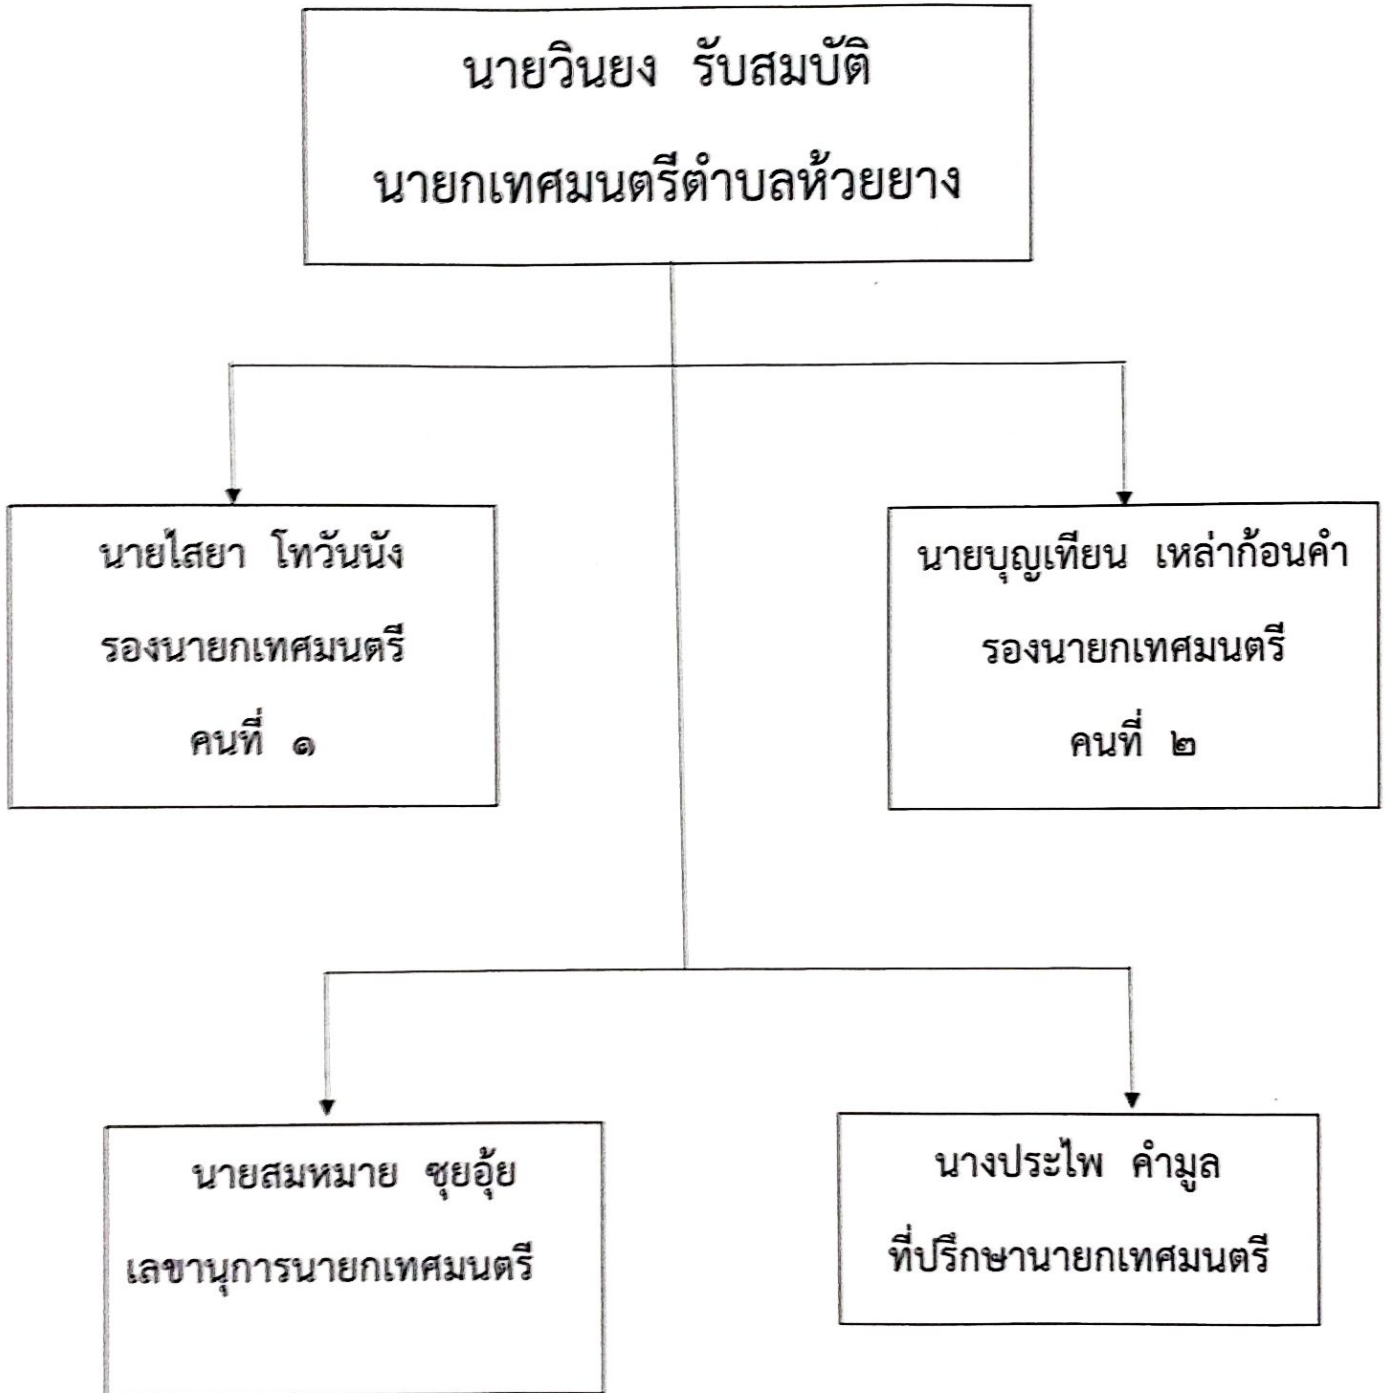 นายวินยง รับสมบัติ
นายกเทศมนตรีตำบลห้วยยาง
นายไสยา โทวันนัง
รองนายกเทศมนตรี
คนที่ ๑
นายบุญเทียน เหล่าก้อนคำ
รองนายกเทศมนตรี
คนที่ ๒
นายสมหมาย ซุยอุ้ย
เลขานุการนายกเทศมนตรี
นางประไพ คำมูล
ที่ปรึกษานายกเทศมนตรี